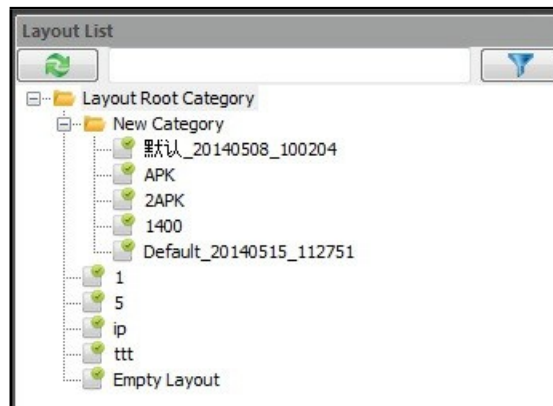 Layout List
Layout Root Category
New Category
默认_20140508_100204
APK
2APK
1400
Default_20140515_112751
1
5
ip
ttt
Empty Layout